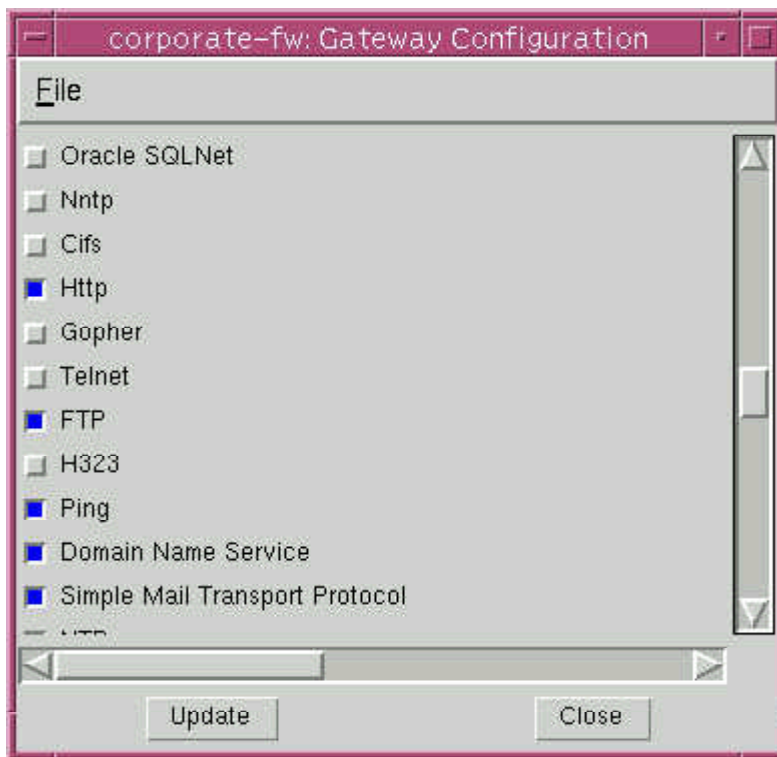 corporate-fw: Gateway Configuration
File
Oracle SQLNet
Nntp
Cifs
Http
Gopher
Telnet
FTP
H323
Ping
Domain Name Service
Simple Mail Transport Protocol
Update
Close